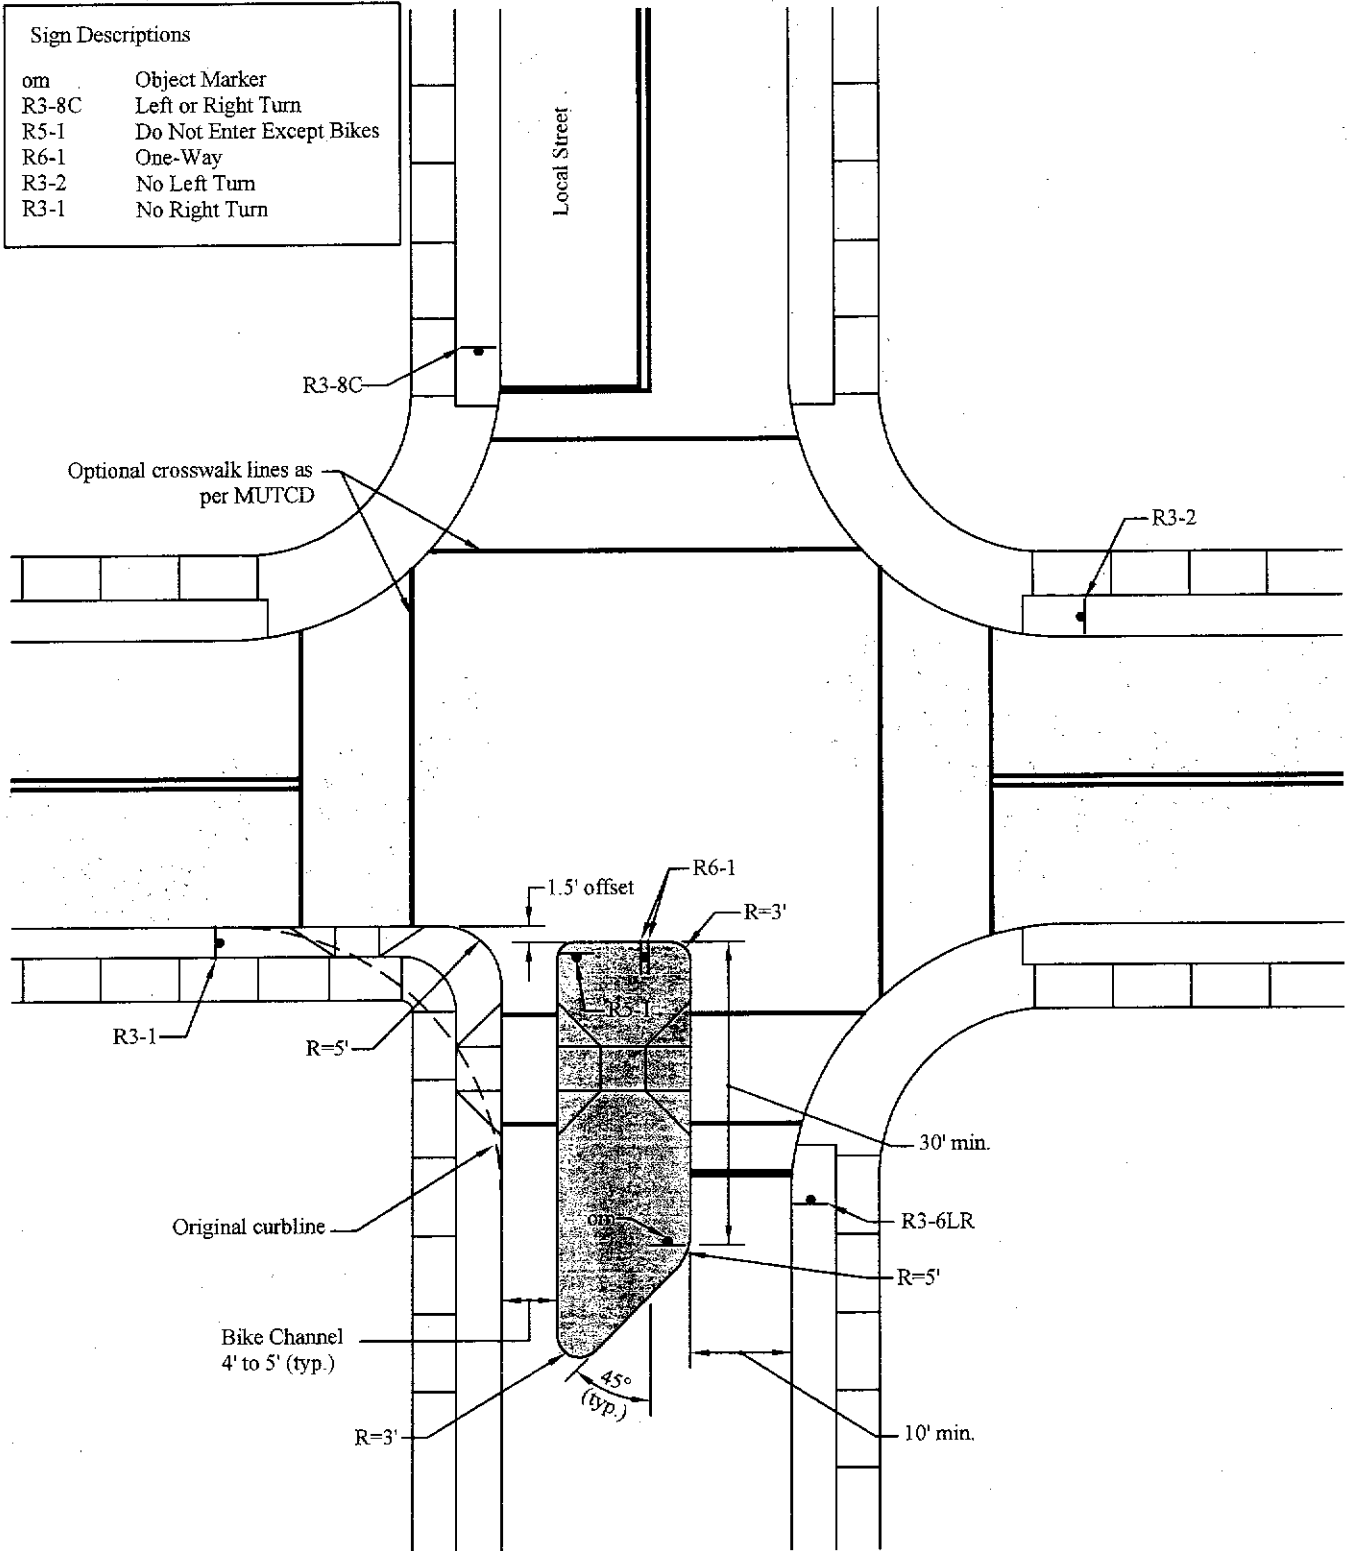 Sign Descriptions
om Object Marker
R3-8C Left or Right Turn
R5-1 Do Not Enter Except Bikes
R6-1 One-Way
R3-2 No Left Turn
R3-1 No Right Turn
Local Street
R3-8C
Optional crosswalk lines as
per MUTCD
R3-2
R6-1
1.5' offset
R=3'
R5-1
R3-1
R=5'
30' min.
om
R3-6LR
Original curbline
R=5'
Bike Channel
4' to 5' (typ.)
45°
(typ.)
R=3'
10' min.